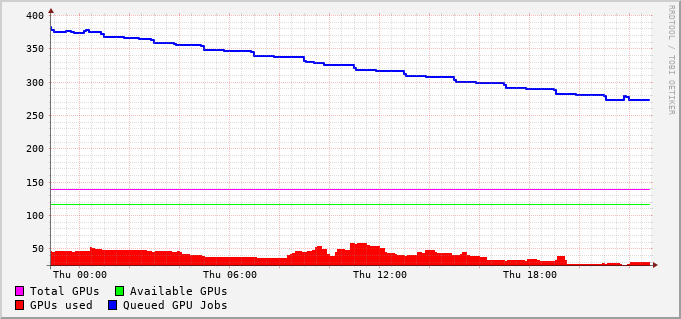 400
350
300
250
200
150
100
50
Thu 00:00 Thu 06:00 Thu 12:00 Thu 18:00
Total GPUs Available GPUs
GPUs used Queued GPU Jobs
RRDTOOL / TOBI OETIKER